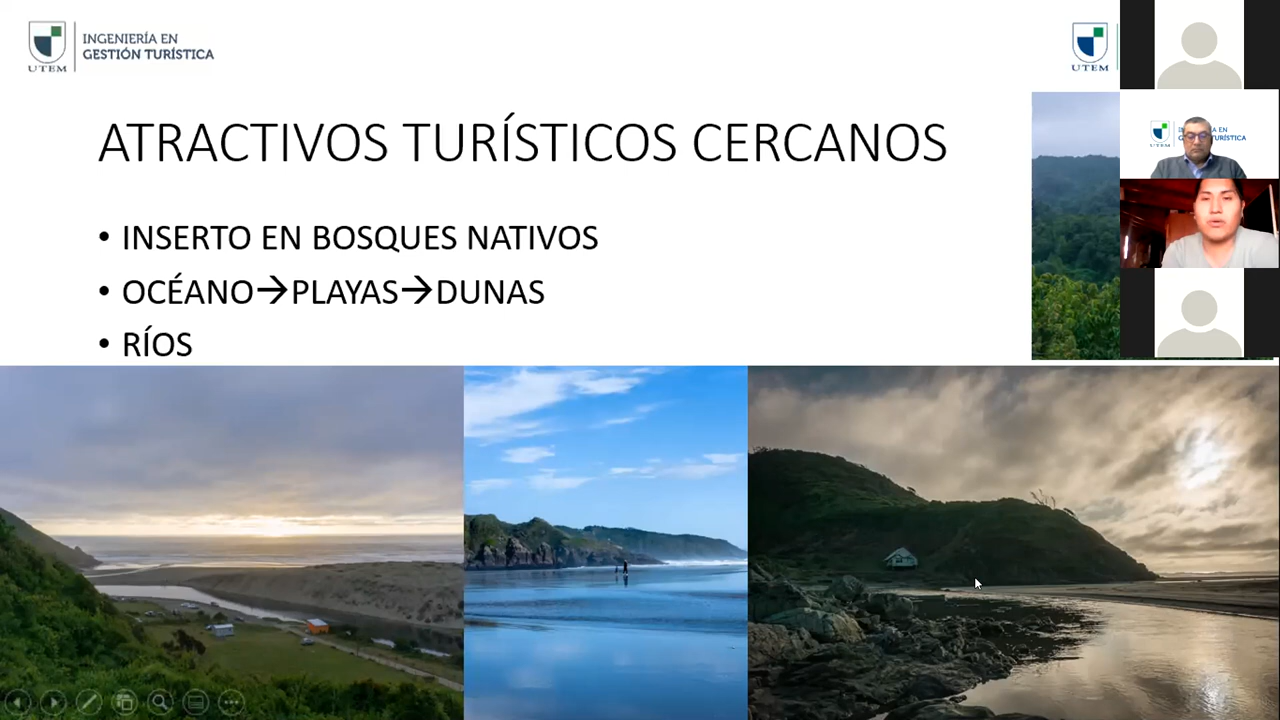 INGENIERÍA EN
GESTIÓN TURÍSTICA
UTEM
UTEM
ATRACTIVOS TURÍSTICOS CERCANOS
• INSERTO EN BOSQUES NATIVOS
• OCÉANO→PLAYAS→DUNAS
• RÍOS